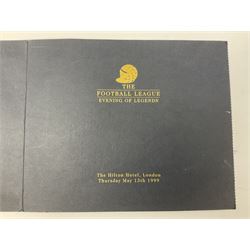 THE
FOOTBALL LEAGUE
EVENING OF LEGENDS
The Hilton Hotel, London
Thursday May 13th 1999